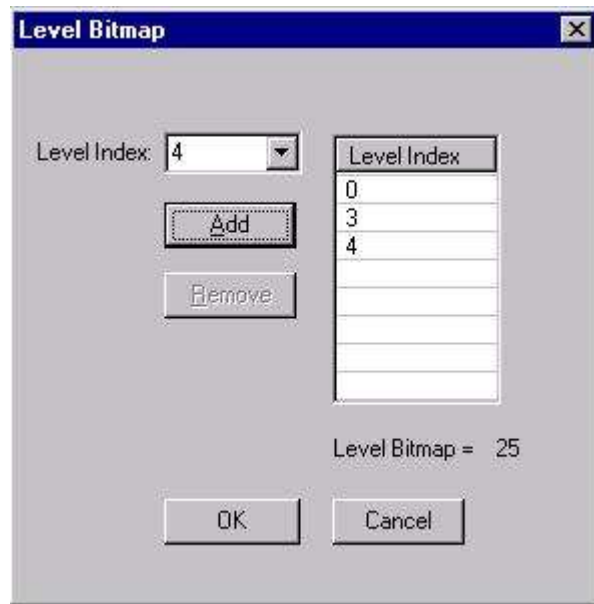 Level Bitmap
Level Index: 4
Level Index
0
3
4
Add
Remove
Level Bitmap = 25
OK Cancel